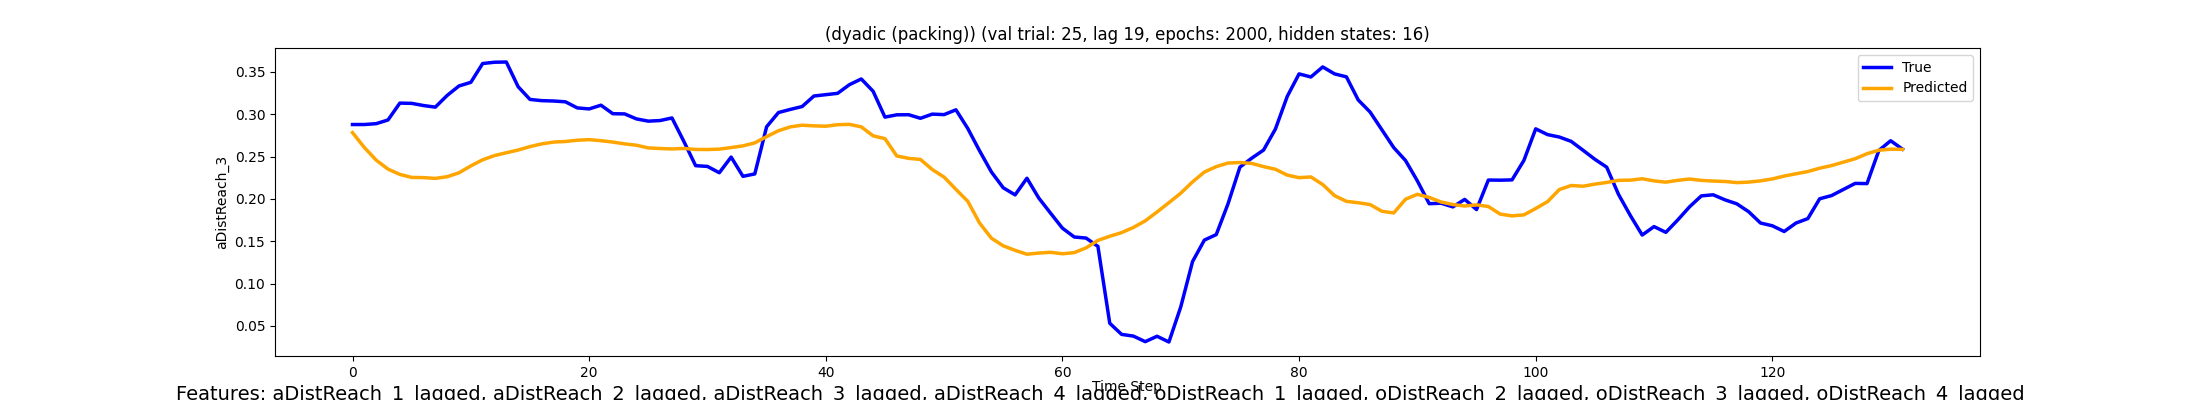 (dyadic (packing)) (val trial: 25, lag 19, epochs: 2000, hidden states: 16)
True
Predicted
aDistReach_3
0.35
0.30
0.25
0.20
0.15
0.10
0.05
0 20 40 60 80 100 120
Time Step
Features: aDistReach_1_lagged, aDistReach_2_lagged, aDistReach_3_lagged, aDistReach_4_lagged, oDistReach_1_lagged, oDistReach_2_lagged, oDistReach_3_lagged, oDistReach_4_lagged